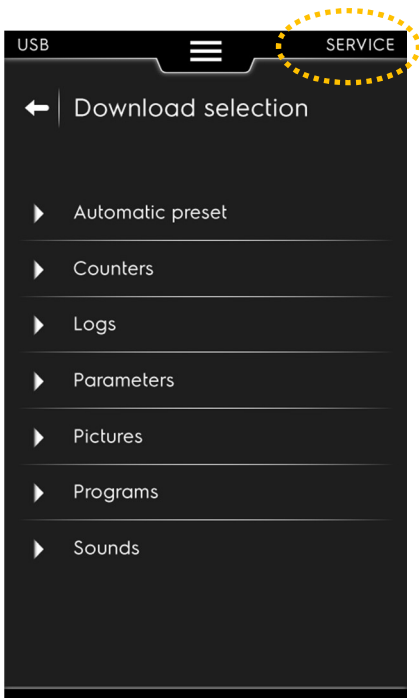 USB SERVICE
Download selection
Automatic preset
Counters
Logs
Parameters
Pictures
Programs
Sounds